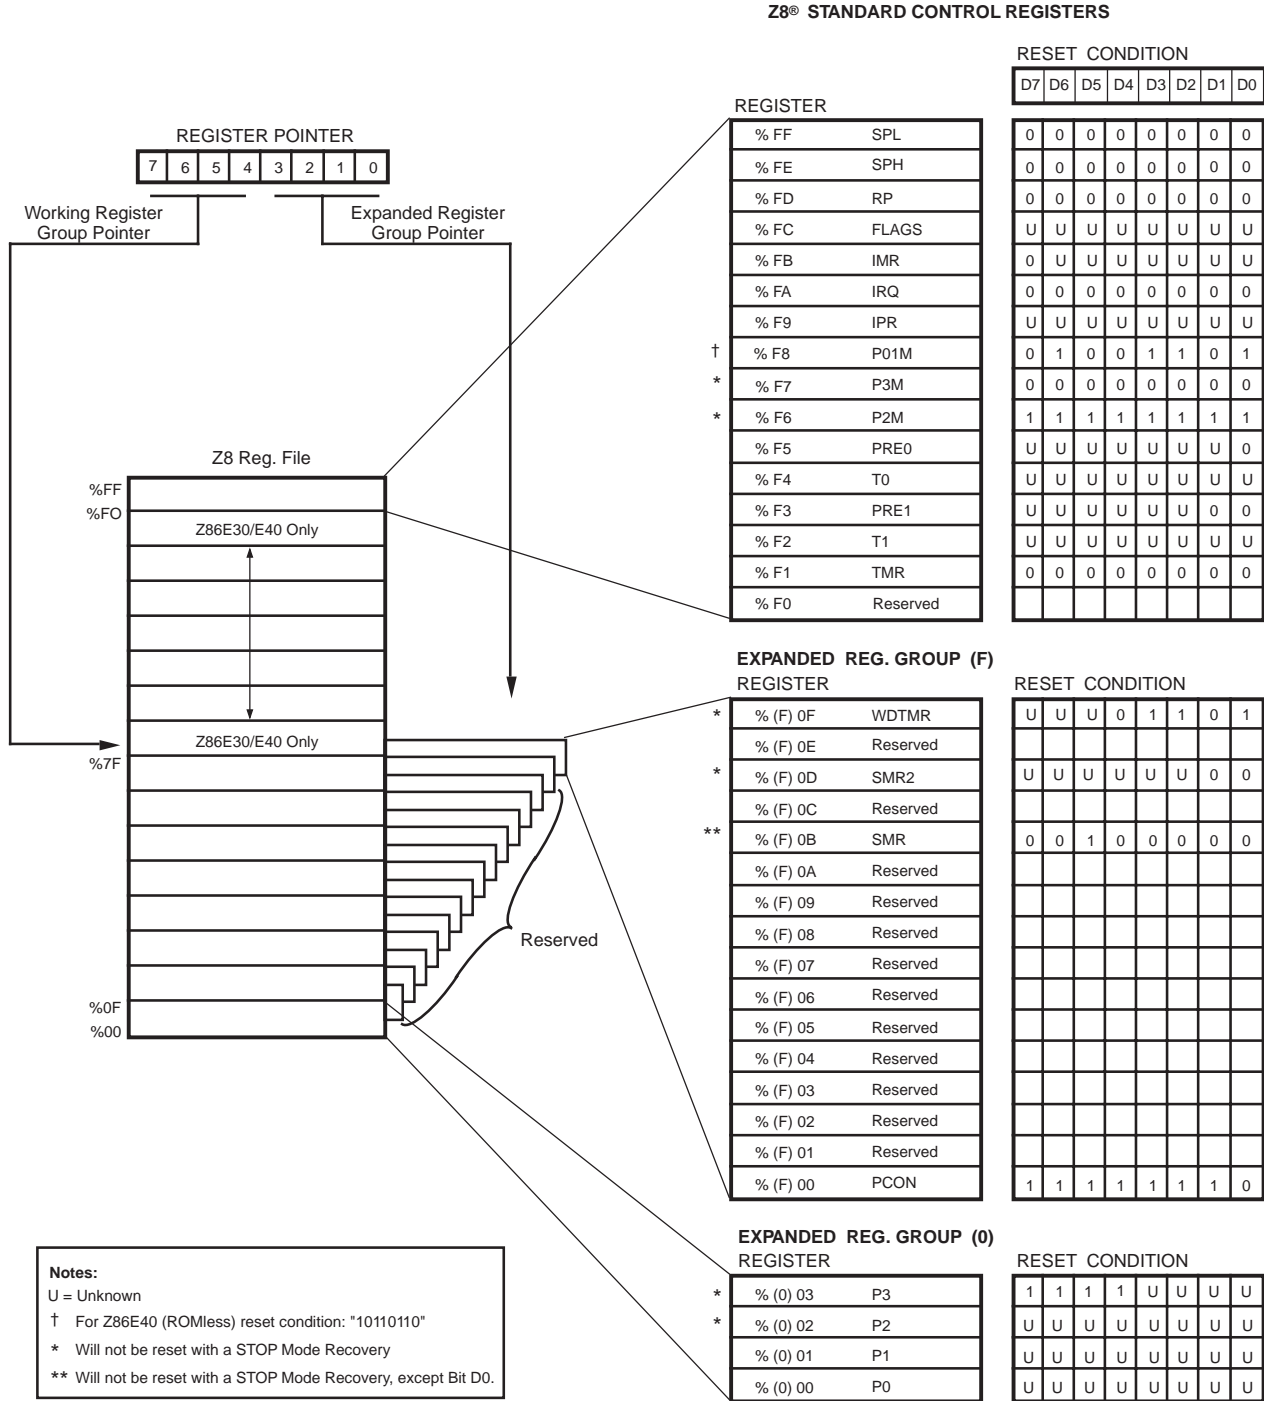 Z8® STANDARD CONTROL REGISTERS
RESET CONDITION
D7 D6 D5 D4 D3 D2 D1 D0
REGISTER
% FF SPL 0 0 0 0 0 0 0 0
% FE SPH 0 0 0 0 0 0 0 0
% FD RP 0 0 0 0 0 0 0 0
% FC FLAGS U U U U U U U U
% FB IMR 0 U U U U U U U
% FA IRQ 0 0 0 0 0 0 0 0
% F9 IPR U U U U U U U U
† % F8 P01M 0 1 0 0 1 1 0 1
* % F7 P3M 0 0 0 0 0 0 0 0
* % F6 P2M 1 1 1 1 1 1 1 1
% F5 PRE0 U U U U U U U 0
% F4 T0 U U U U U U U U
% F3 PRE1 U U U U U U 0 0
% F2 T1 U U U U U U U U
% F1 TMR 0 0 0 0 0 0 0 0
% F0 Reserved
REGISTER POINTER
7 6 5 4 3 2 1 0
Working Register
Group Pointer
Expanded Register
Group Pointer
Z8 Reg. File
%FF
%FO
Z86E30/E40 Only
Z86E30/E40 Only
%7F
Reserved
%0F
%00
EXPANDED REG. GROUP (F)
REGISTER
RESET CONDITION
* % (F) 0F WDTMR U U U 0 1 1 0 1
% (F) 0E Reserved
* % (F) 0D SMR2 U U U U U U 0 0
% (F) 0C Reserved
** % (F) 0B SMR 0 0 1 0 0 0 0 0
% (F) 0A Reserved
% (F) 09 Reserved
% (F) 08 Reserved
% (F) 07 Reserved
% (F) 06 Reserved
% (F) 05 Reserved
% (F) 04 Reserved
% (F) 03 Reserved
% (F) 02 Reserved
% (F) 01 Reserved
% (F) 00 PCON 1 1 1 1 1 1 1 0
EXPANDED REG. GROUP (0)
REGISTER
RESET CONDITION
* % (0) 03 P3 1 1 1 1 U U U U
* % (0) 02 P2 U U U U U U U U
% (0) 01 P1 U U U U U U U U
% (0) 00 P0 U U U U U U U U
Notes:
U = Unknown
† For Z86E40 (ROMless) reset condition: "10110110"
* Will not be reset with a STOP Mode Recovery
** Will not be reset with a STOP Mode Recovery, except Bit D0.